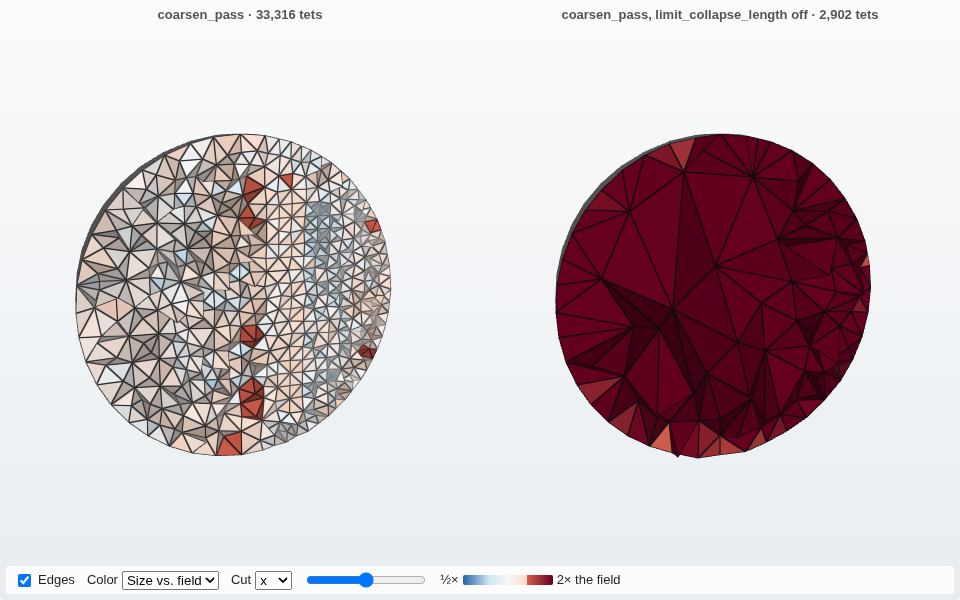 coarsen_pass · 33,316 tets
coarsen_pass, limit_collapse_length off · 2,902 tets
Edges Color Size vs. field Cut x ½× 2× the field